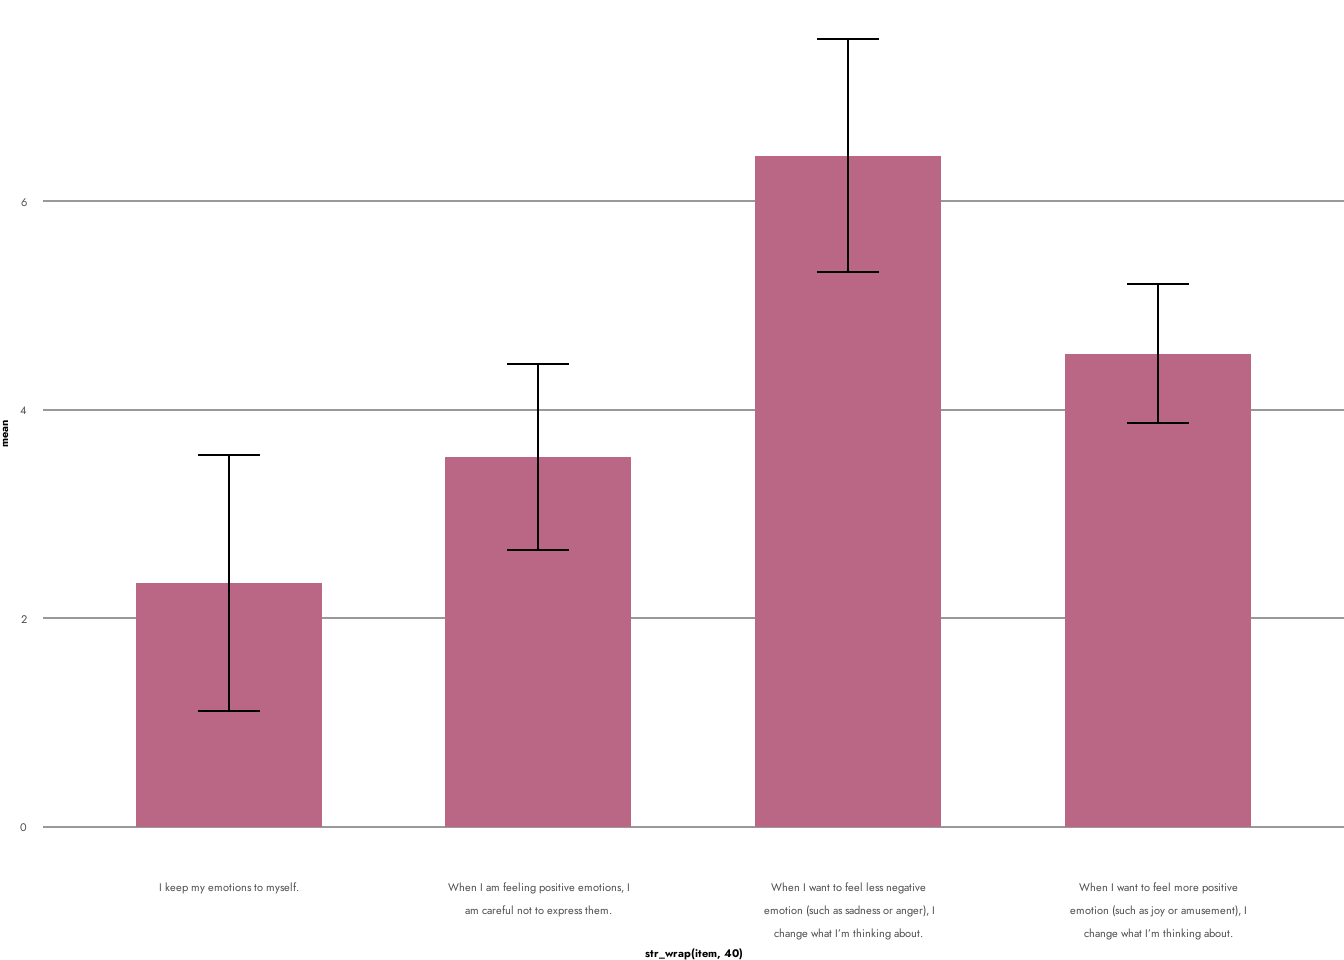 6
4
mean
2
0
I keep my emotions to myself.
When I am feeling positive emotions, I
am careful not to express them.
When I want to feel less negative
emotion (such as sadness or anger), I
change what I'm thinking about.
When I want to feel more positive
emotion (such as joy or amusement), I
change what I'm thinking about.
str_wrap(item, 40)